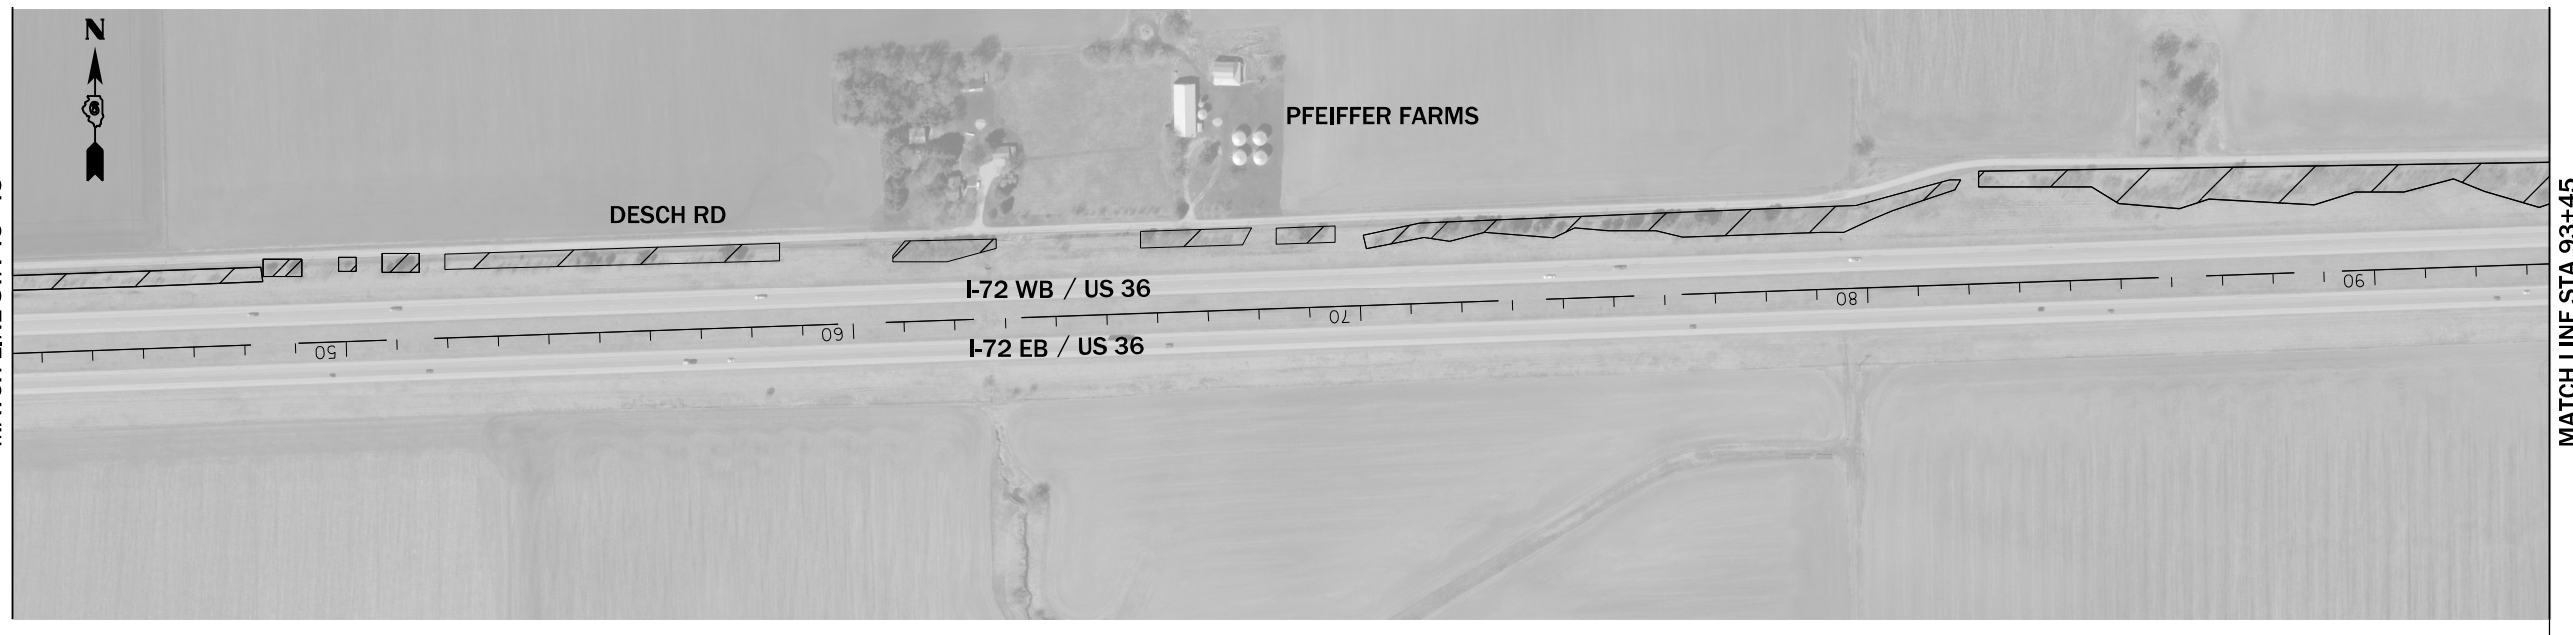 N
PFEIFFER FARMS
DESCH RD
I-72 WB / US 36
50
60
70
80
90
I-72 EB / US 36
MATCH LINE STA 93+45